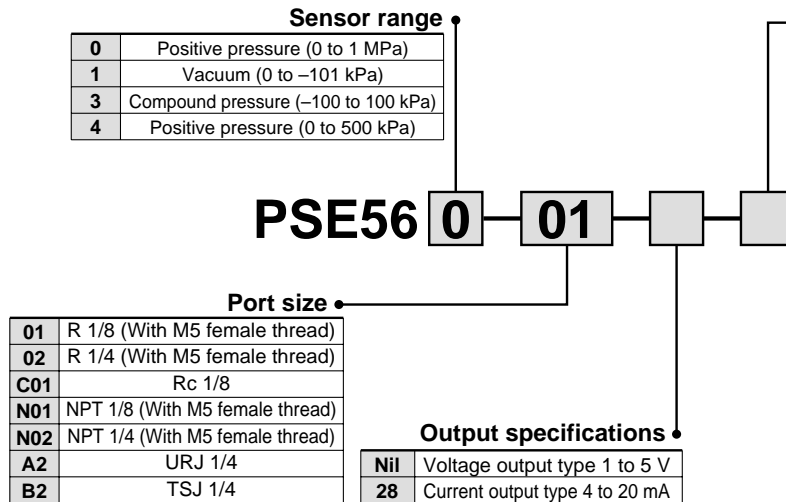 Sensor range
0 Positive pressure (0 to 1 MPa)
1 Vacuum (0 to –101 kPa)
3 Compound pressure (–100 to 100 kPa)
4 Positive pressure (0 to 500 kPa)
PSE56 0 – 01 – –
Port size
01 R 1/8 (With M5 female thread)
02 R 1/4 (With M5 female thread)
C01 Rc 1/8
N01 NPT 1/8 (With M5 female thread)
N02 NPT 1/4 (With M5 female thread)
A2 URJ 1/4
B2 TSJ 1/4
Output specifications
Nil Voltage output type 1 to 5 V
28 Current output type 4 to 20 mA